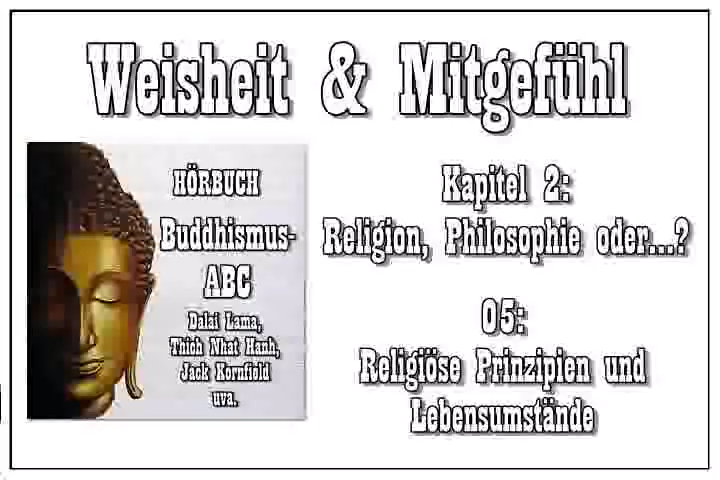 Weisheit & Mitgefühl
HÖRBUCH
Buddhismus-
ABC
Dalai Lama,
Thich Nhat Hanh,
Jack Kornfield
uva.
Kapitel 2:
Religion, Philosophie oder...?
05:
Religiöse Prinzipien und
Lebensumstände